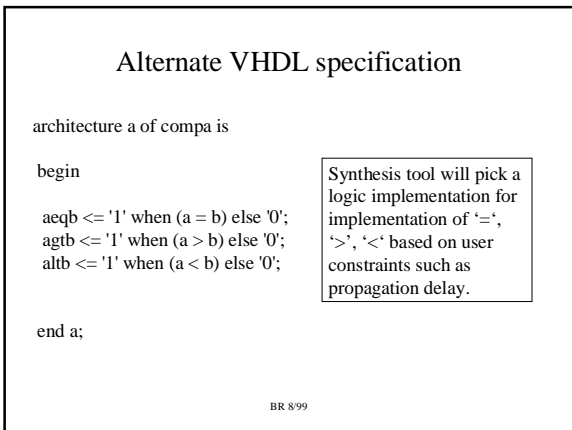 Alternate VHDL specification
architecture a of compa is
begin
aeqb <= '1' when (a = b) else '0';
agtb <= '1' when (a > b) else '0';
altb <= '1' when (a < b) else '0';
end a;
Synthesis tool will pick a
logic implementation for
implementation of ‘=‘,
‘>’, ‘<‘ based on user
constraints such as
propagation delay.
BR 8/99